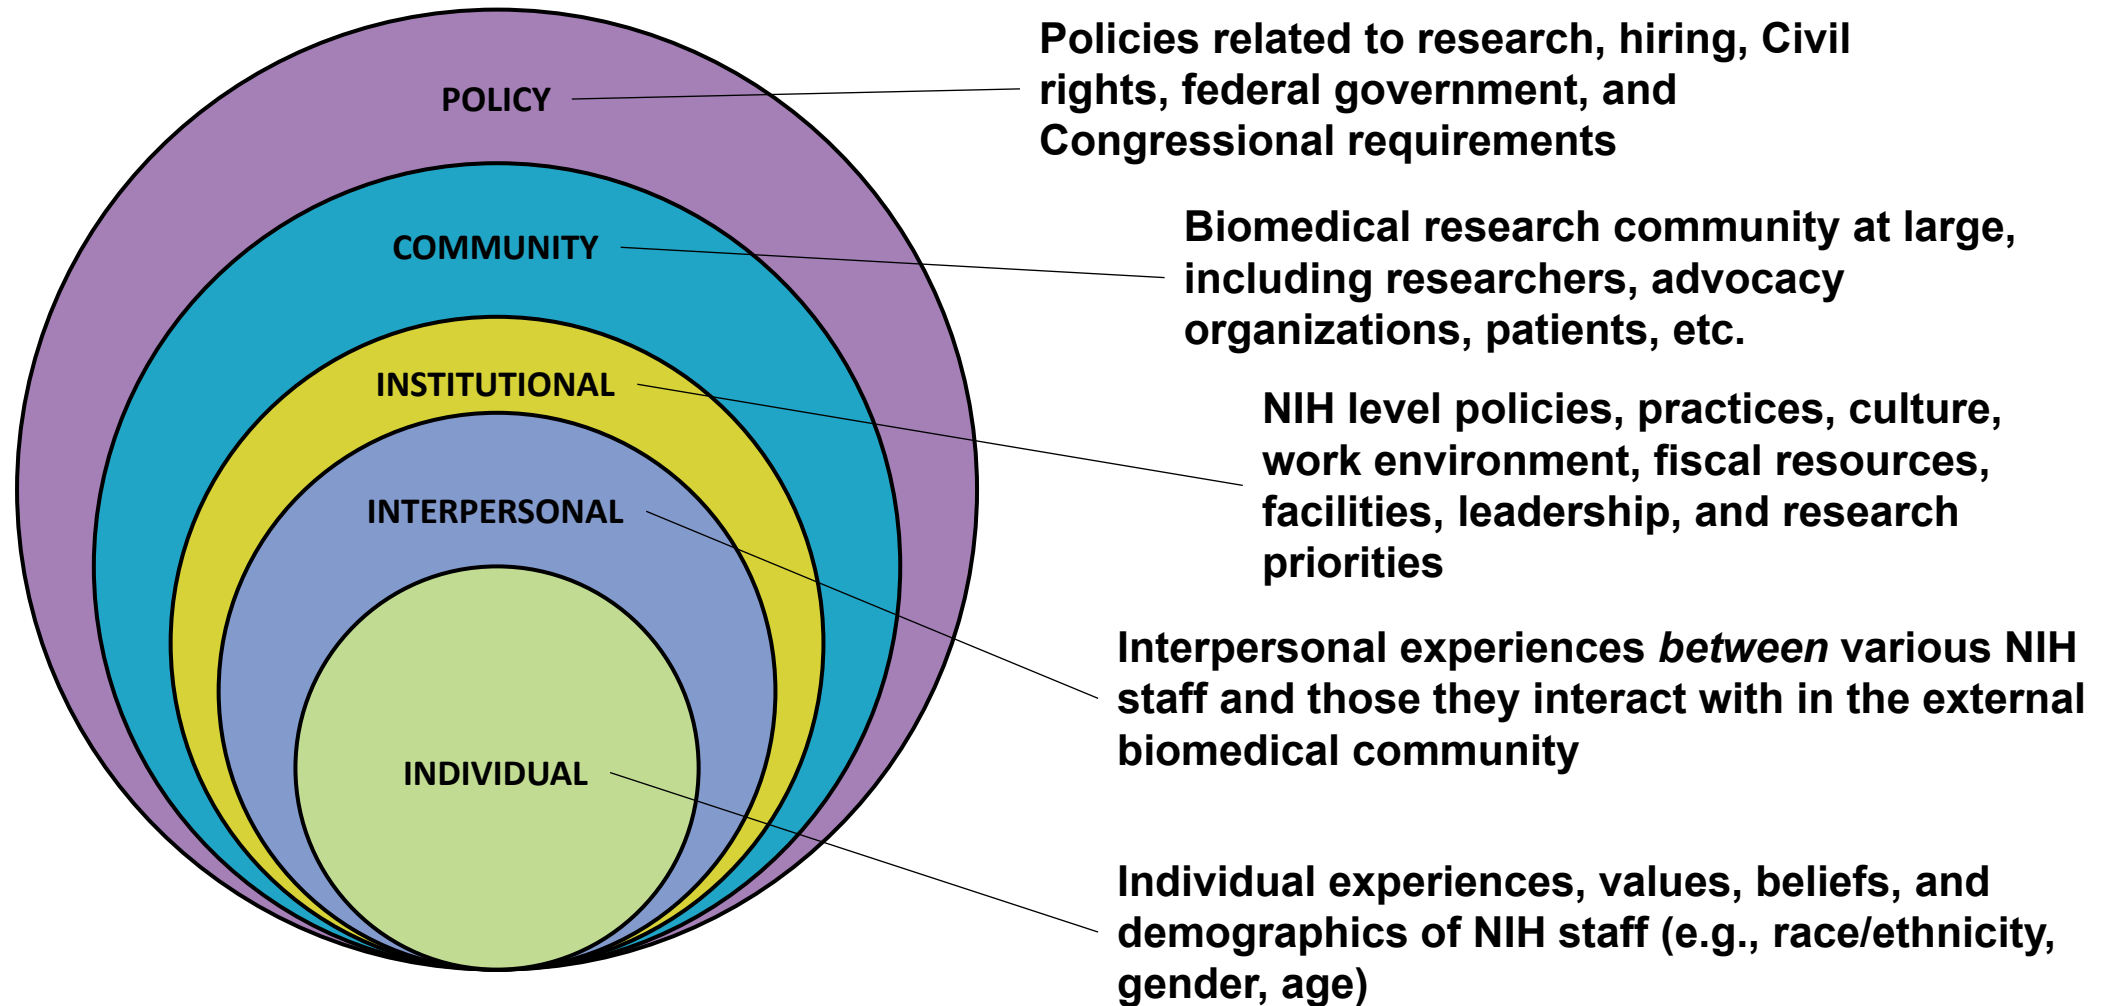 POLICY
Policies related to research, hiring, Civil
rights, federal government, and
Congressional requirements
COMMUNITY
Biomedical research community at large,
including researchers, advocacy
organizations, patients, etc.
INSTITUTIONAL
NIH level policies, practices, culture,
work environment, fiscal resources,
facilities, leadership, and research
priorities
INTERPERSONAL
Interpersonal experiences between various NIH
staff and those they interact with in the external
biomedical community
INDIVIDUAL
Individual experiences, values, beliefs, and
demographics of NIH staff (e.g., race/ethnicity,
gender, age)